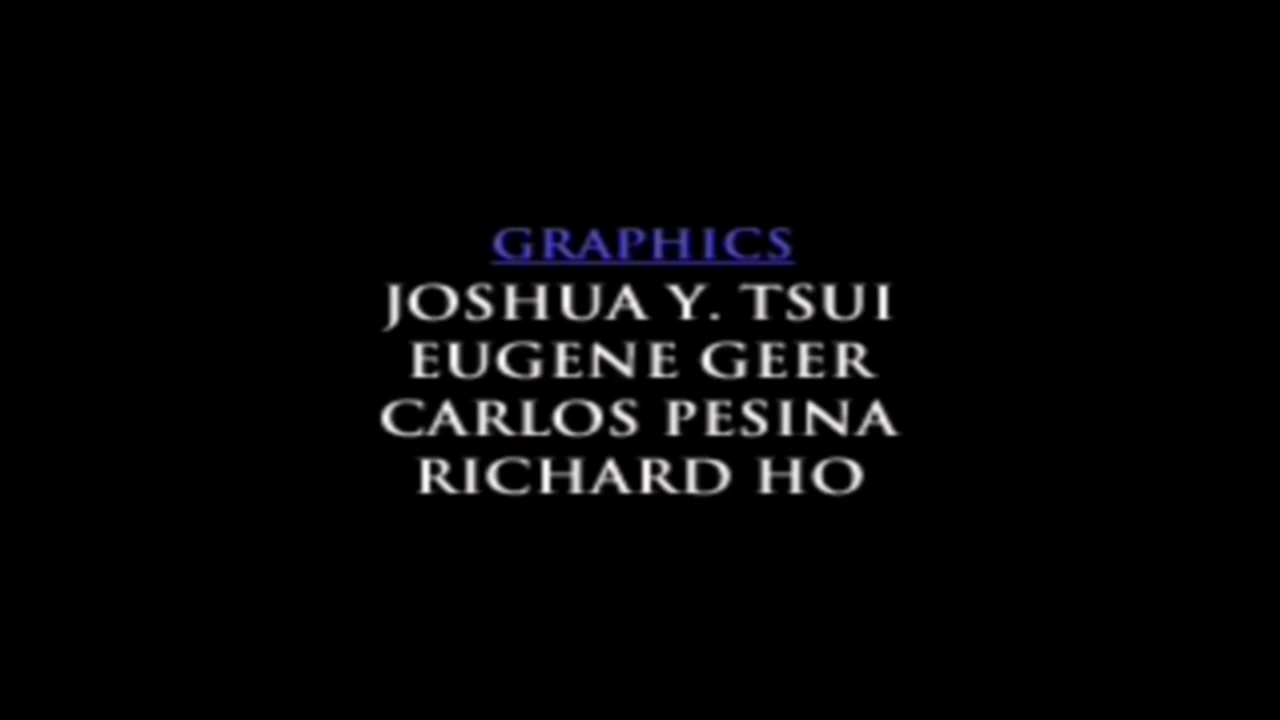 GRAPHICS
JOSHUA Y. TSUI
EUGENE GEER
CARLOS PESINA
RICHARD HO